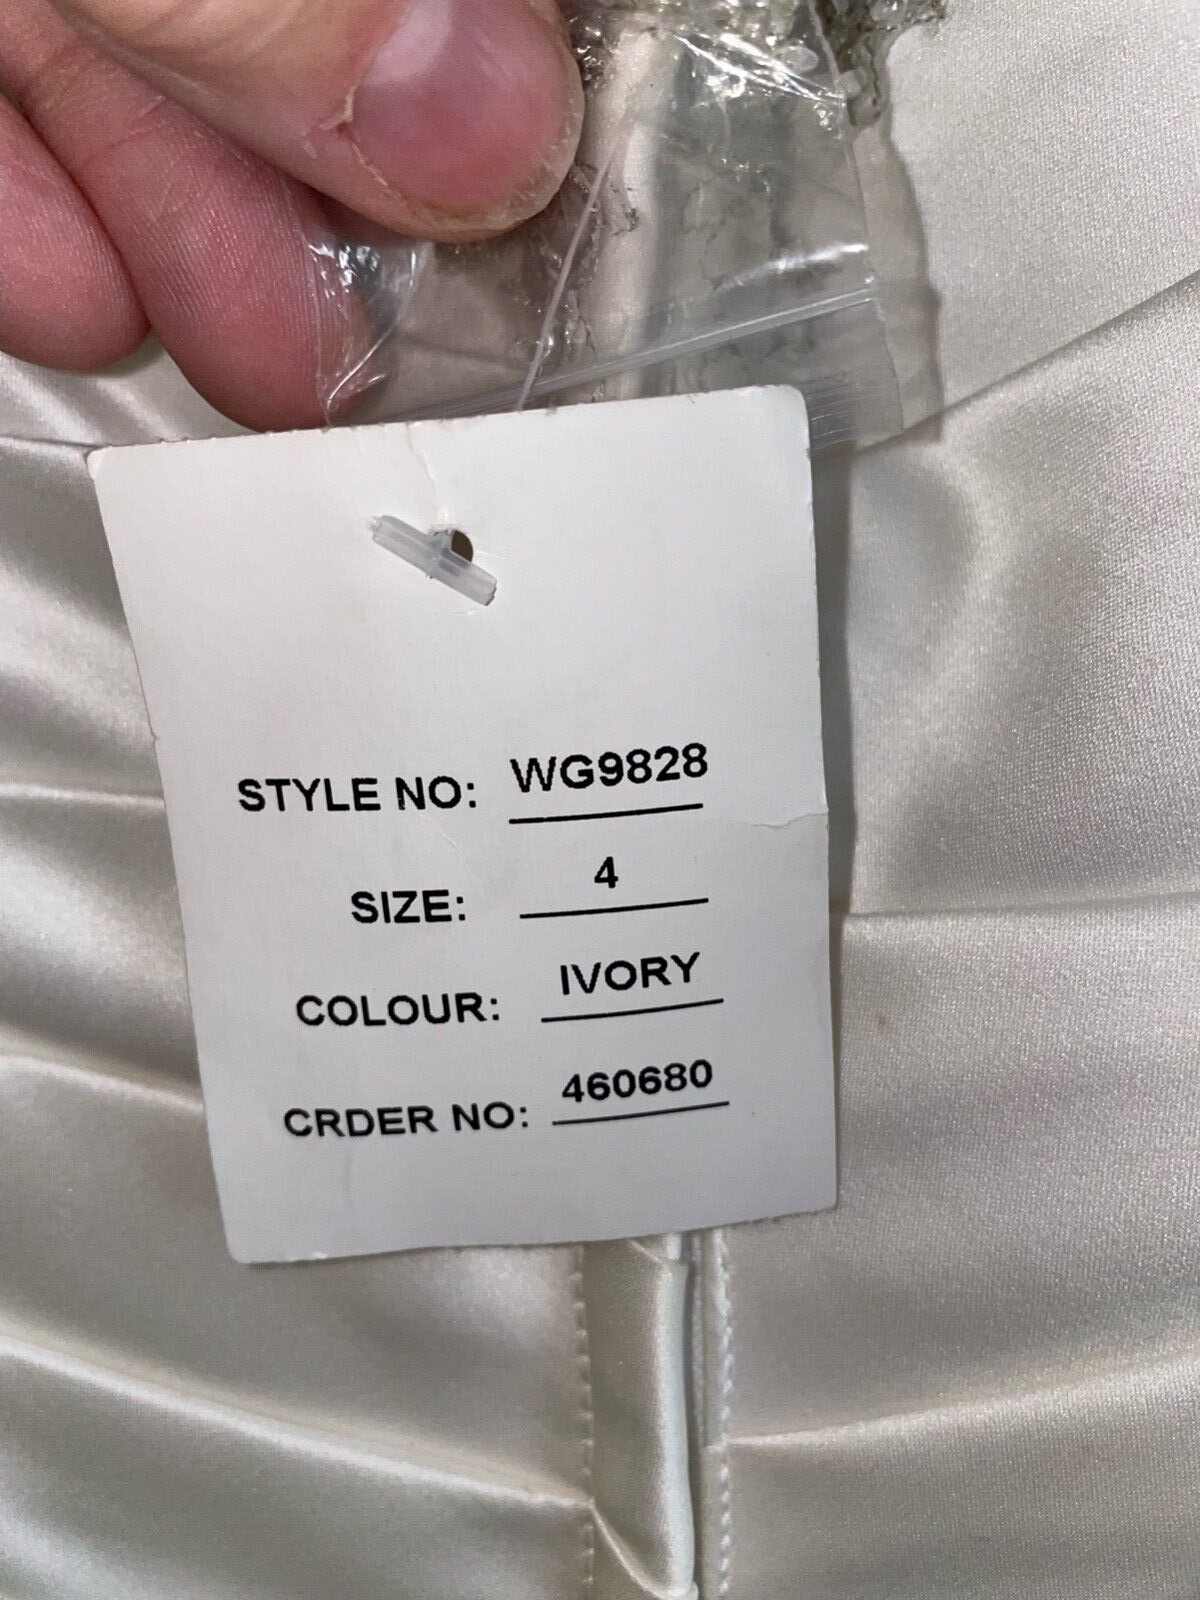 STYLE NO: WG9828
SIZE: 4
COLOUR: IVORY
CRDER NO: 460680